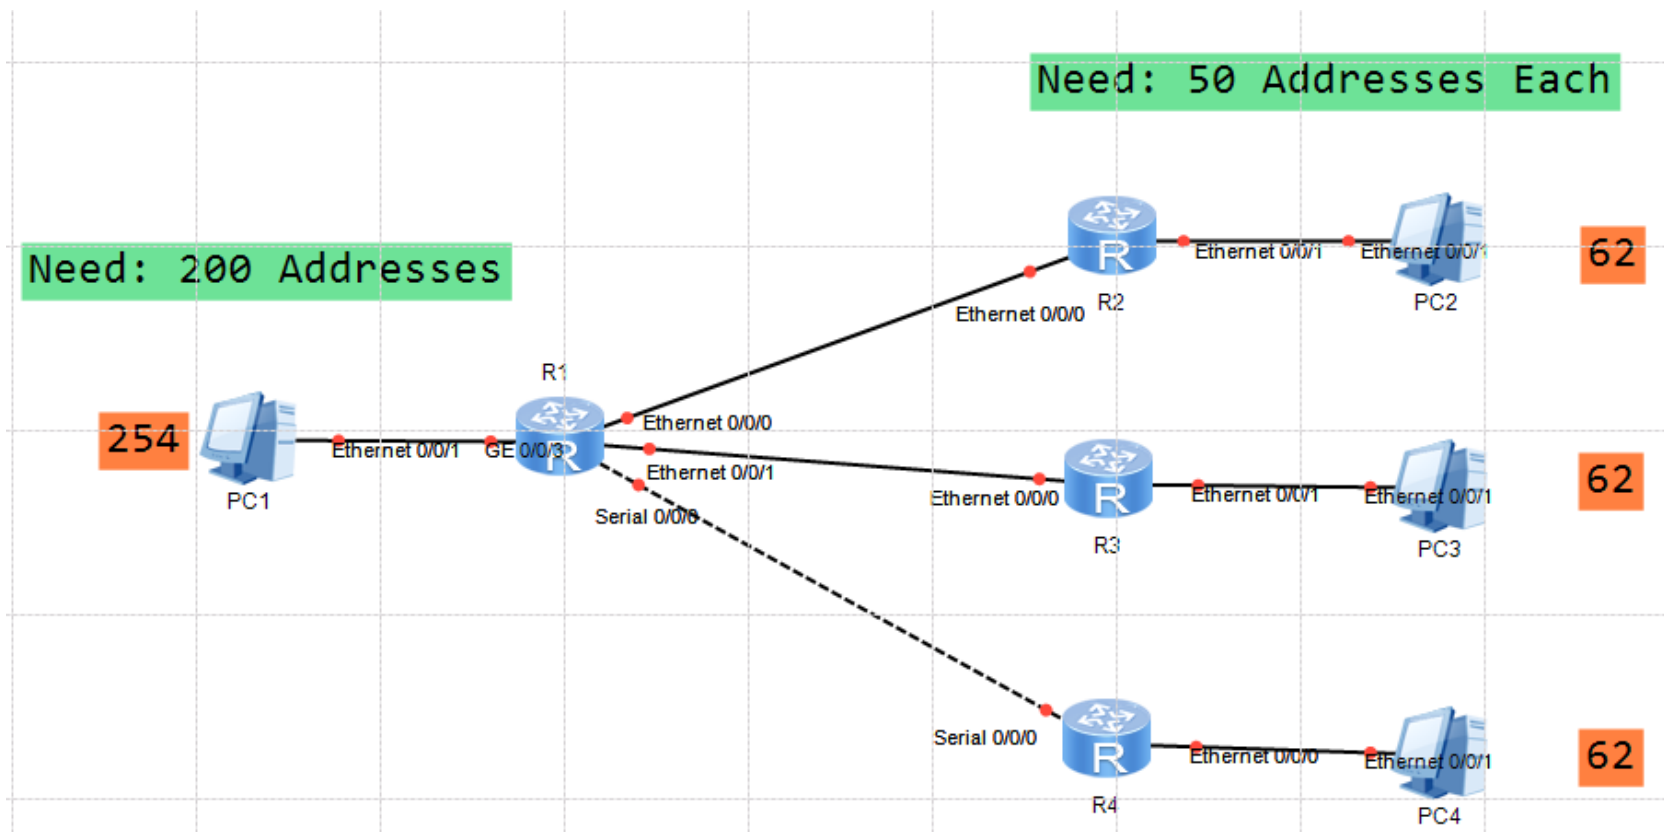 Need: 50 Addresses Each
Ethernet 0/0/1
Ethernet 0/0/1
62
R2
PC2
Ethernet 0/0/0
Need: 200 Addresses
R1
254
Ethernet 0/0/1
GE 0/0/3
R
PC1
Ethernet 0/0/0
Ethernet 0/0/1
Serial 0/0/0
R
Ethernet 0/0/0
R
Ethernet 0/0/1
Ethernet 0/0/1
62
R3
PC3
Serial 0/0/0
R
Ethernet 0/0/0
Ethernet 0/0/1
62
R4
PC4